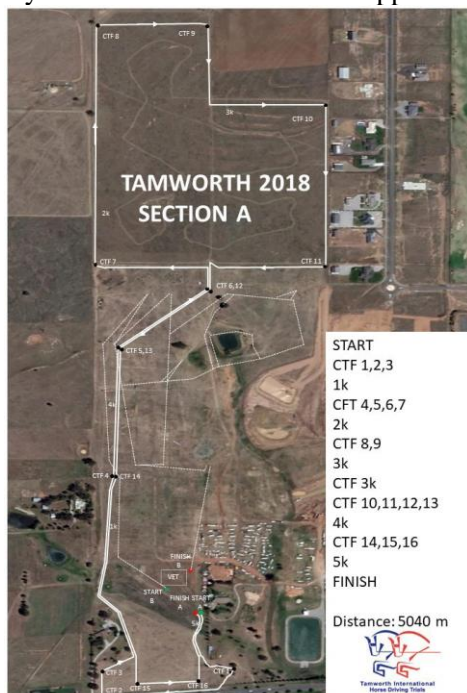 CTF 8
CTF 9
3k
CTF 10
TAMWORTH 2018
SECTION A
2k
CTF 7
CTF 11
CTF 6,12
CTF 5,13
4k
CTF 4
CTF 14
1k
FINISH
B
VET
START
B
FINISH START
A
A
CTF 3
CTF 2
CTF 15
CTF 16
CTF 1
START
CTF 1,2,3
1k
CFT 4,5,6,7
2k
CTF 8,9
3k
CTF 3k
CTF 10,11,12,13
4k
CTF 14,15,16
5k
FINISH
Distance: 5040 m
Tamworth International
Horse Driving Trials